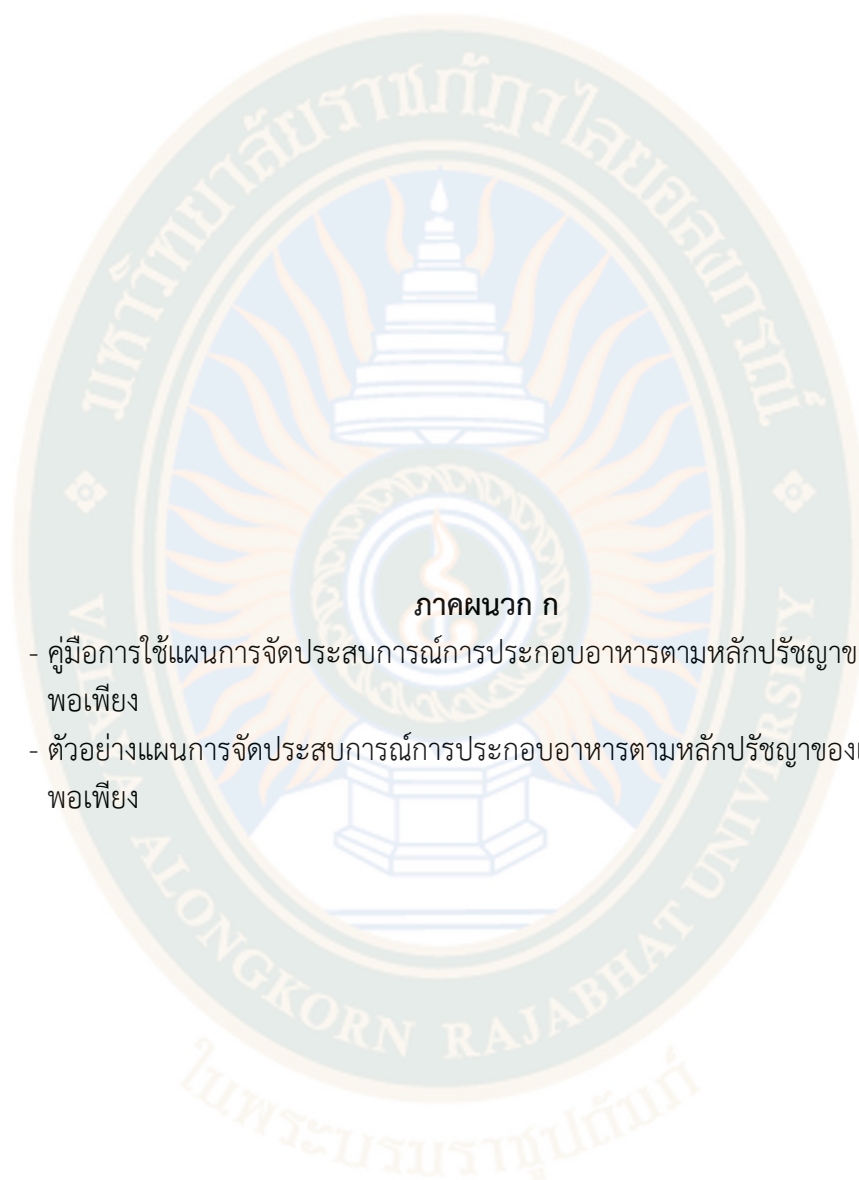 มหาวิทยาลัยราชภัฏวไลยอลงกรณ์
ภาคผนวก ก
- คู่มือการใช้แผนการจัดประสบการณ์การประกอบอาหารตามหลักปรัชญาข
พอเพียง
- ตัวอย่างแผนการจัดประสบการณ์การประกอบอาหารตามหลักปรัชญาของ
พอเพียง
VALAYA ALONGKORN RAJABHAT UNIVERSITY
ในพระบรมราชูปถัมภ์